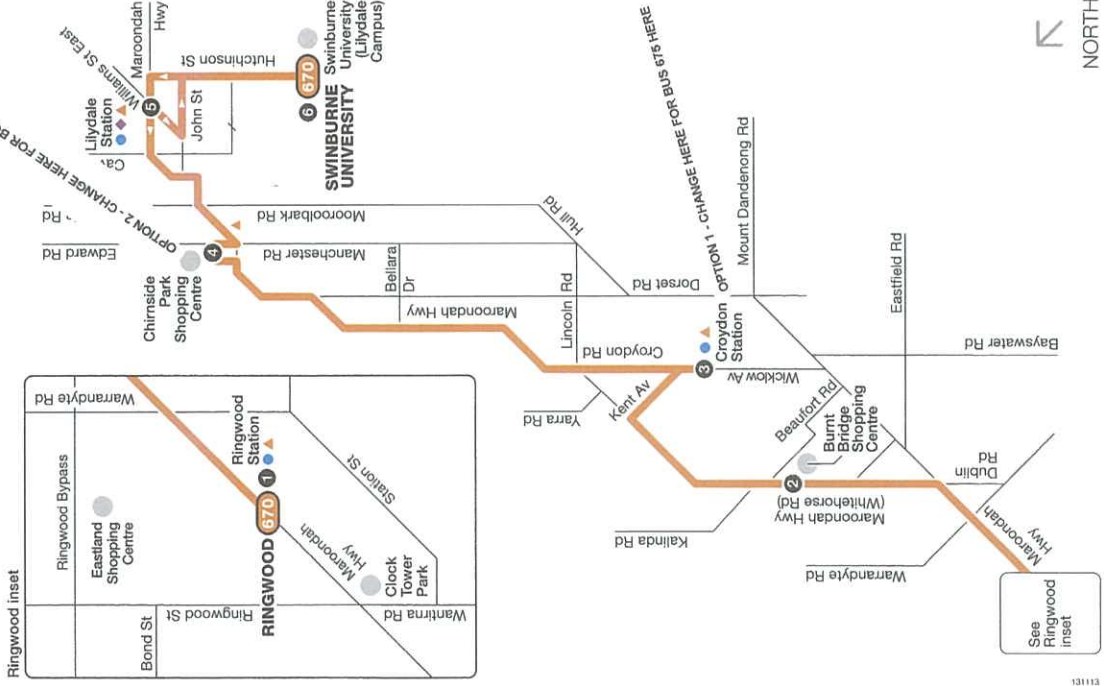 Ringwood inset
Ringwood Bypass
Eastland
Shopping
Centre
Bond St
Ringwood St
Warrandyte Rd
RINGWOOD
670
1
Ringwood
Station
Station St
Maroondah
Hwy
Clock
Tower
Park
Wantirna Rd
See
Ringwood
inset
Maroondah
Hwy
Warrandyte Rd
Dublin
Rd
Eastfield Rd
Bayswater Rd
Kalinda Rd
Maroondah Hwy
(Whitehorse Rd)
2
Burnt
Bridge
Shopping
Centre
Beaufort Rd
Mount Dandenong Rd
Wicklow Av
3
Croydon
Station
OPTION 1 - CHANGE HERE FOR BUS 675 HERE
Kent Av
Yarra Rd
Croydon Rd
Lincoln
Rd
Dorset Rd
Hull Rd
Maroondah Hwy
Bellara
Dr
Manchester Rd
Mooroolbark Rd
Edward Rd
Rd
Chirnside
Park
Shopping
Centre
4
OPTION 2 - CHANGE HERE FOR
Lilydale
Station
5
Williams St East
Maroondah
Hwy
John St
Hutchinson St
6
670
SWINBURNE
UNIVERSITY
Swinburne
University
(Lilydale
Campus)
NORTH
131113